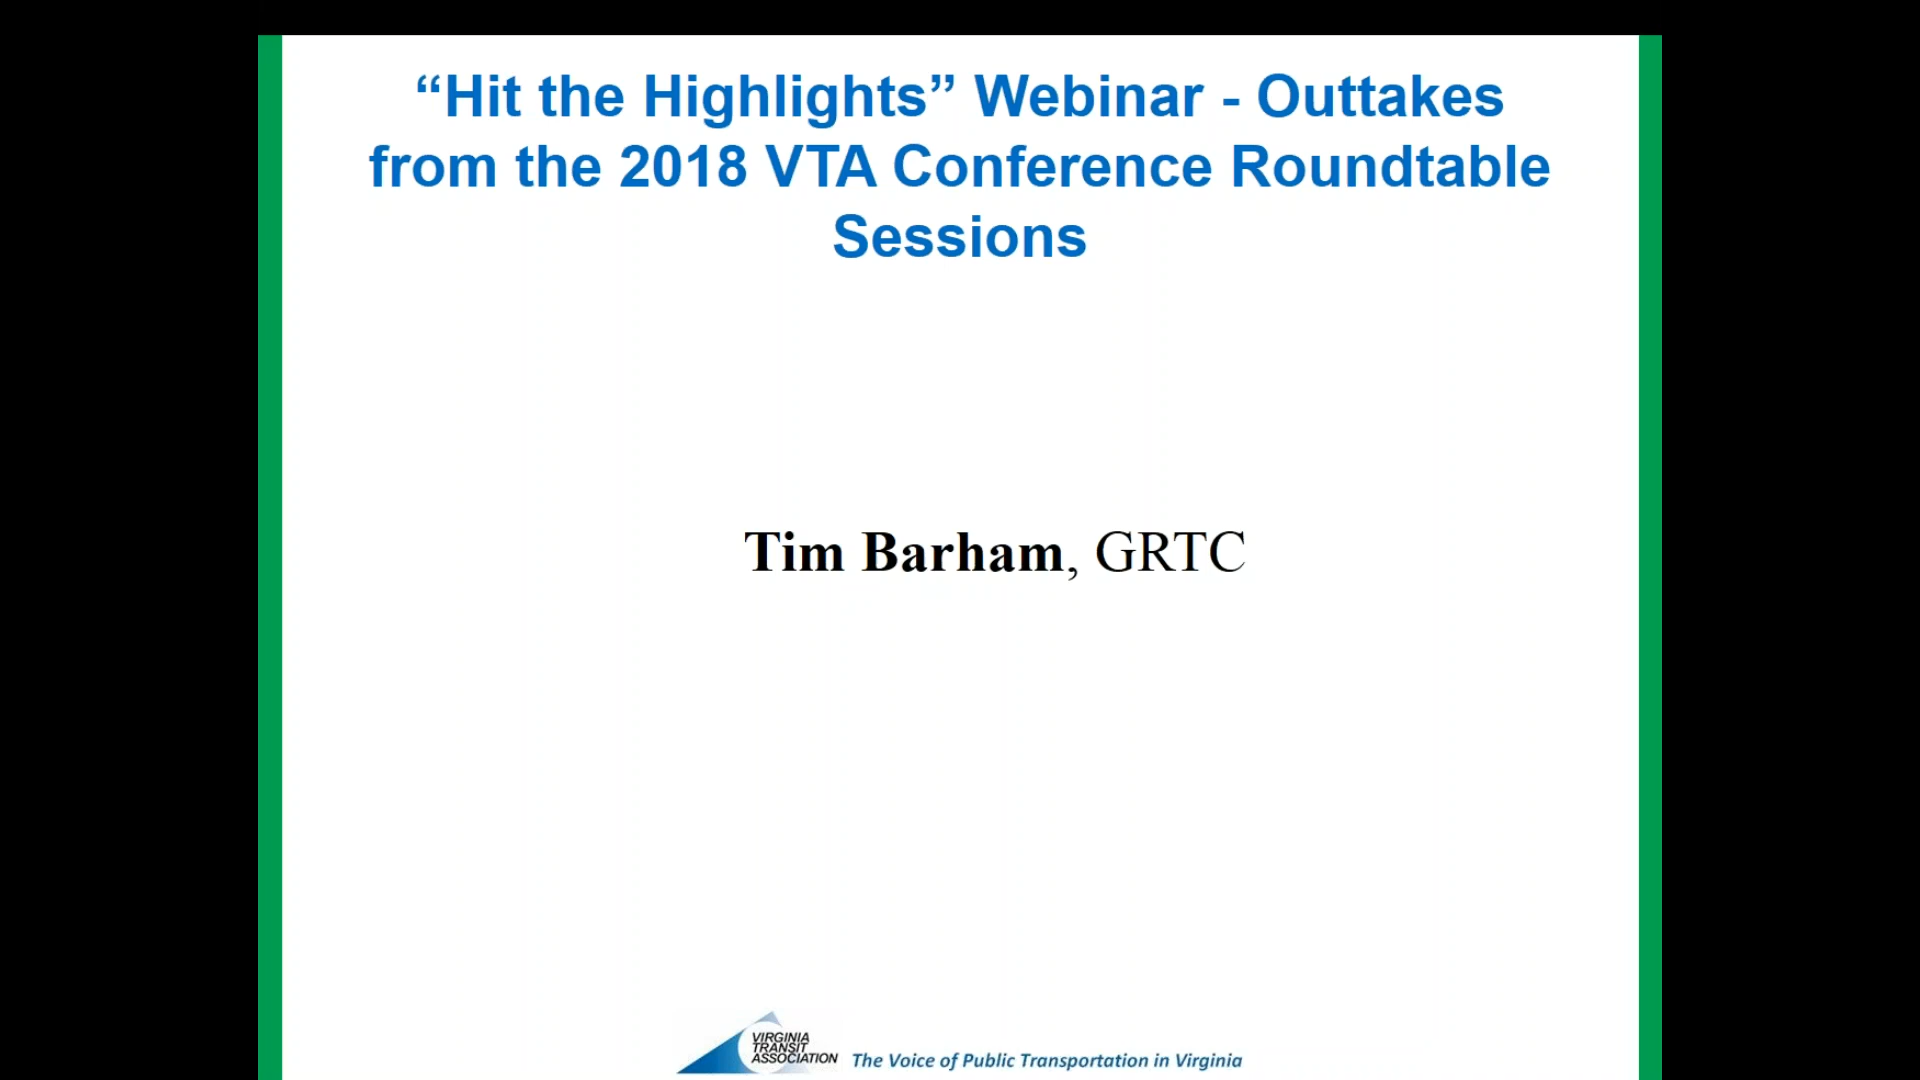 “Hit the Highlights” Webinar - Outtakes
from the 2018 VTA Conference Roundtable
Sessions
Tim Barham, GRTC
VIRGINIA
TRANSIT
ASSOCIATION
The Voice of Public Transportation in Virginia